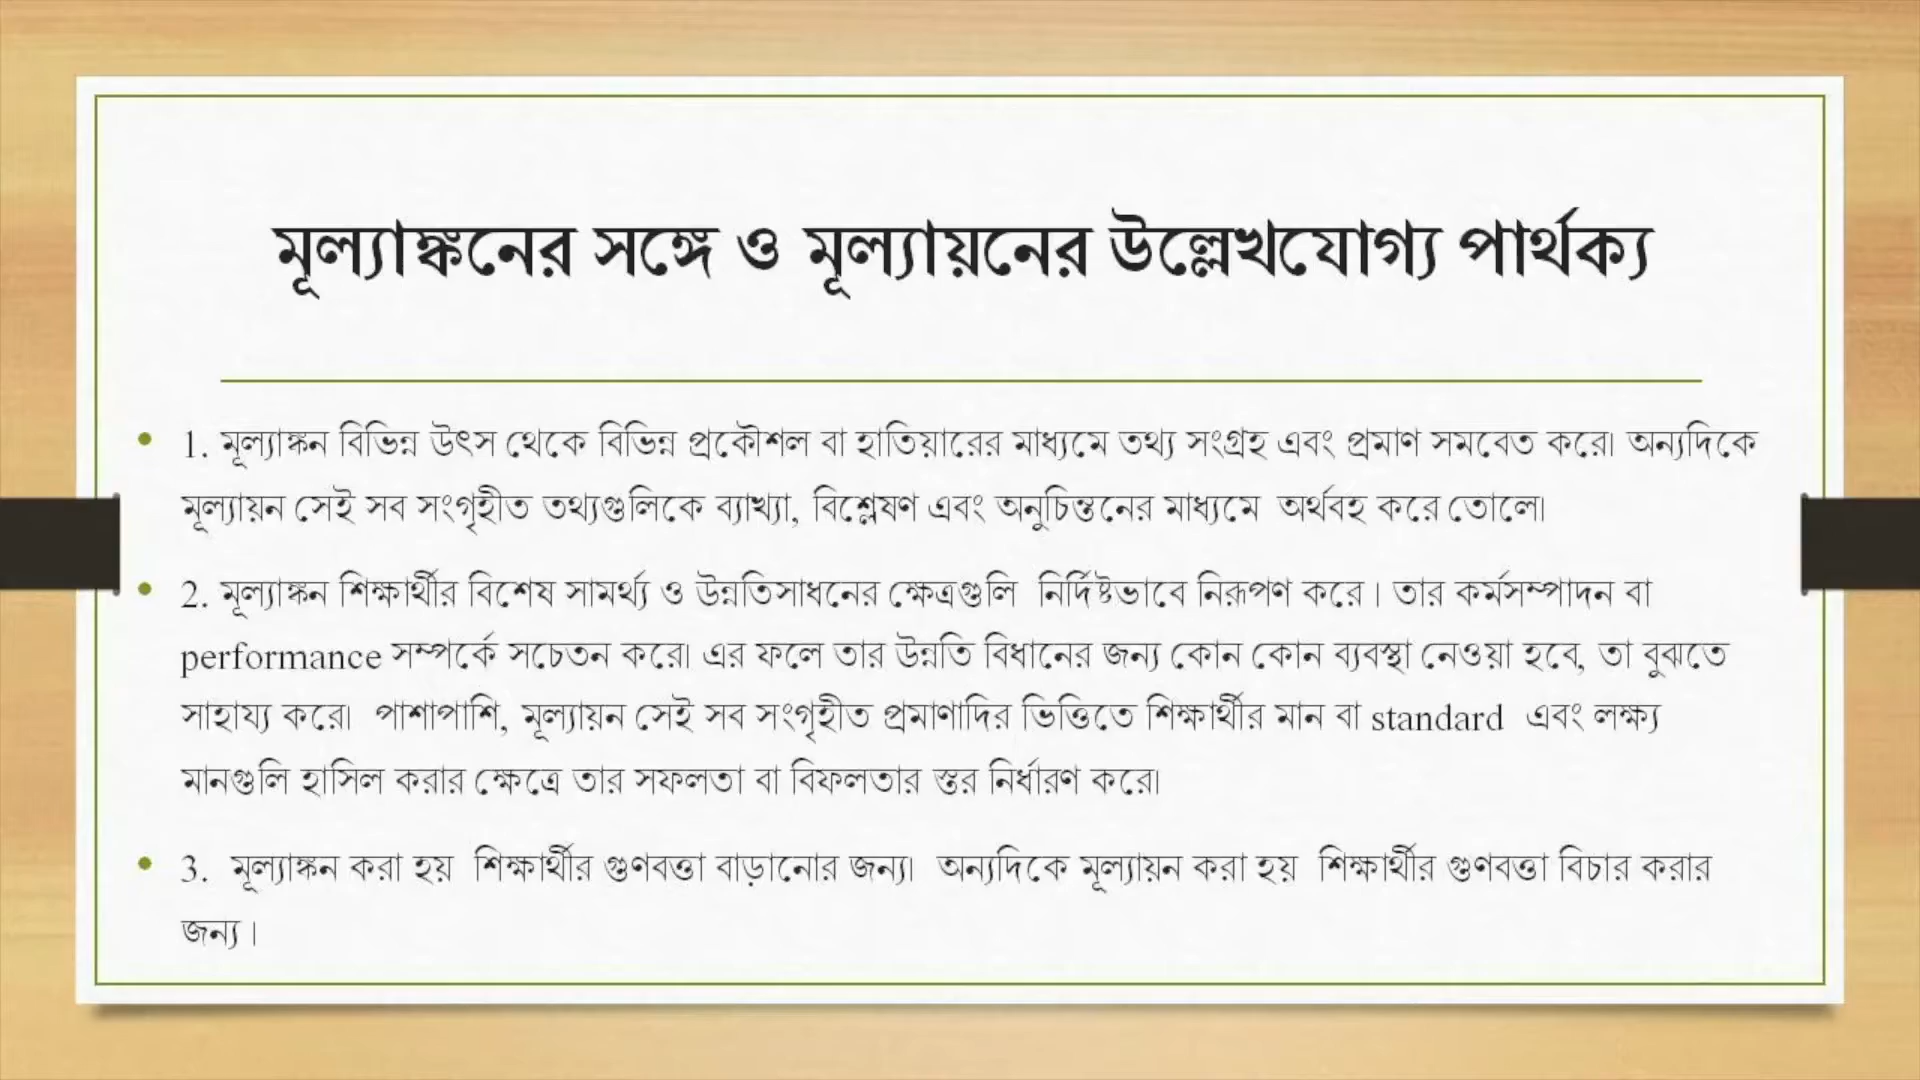 মূল্যাঙ্কনের সঙ্গে ও মূল্যায়নের উল্লেখযোগ্য পার্থক্য
• 1. মূল্যাঙ্কন বিভিন্ন উৎস থেকে বিভিন্ন প্রকৌশল বা হাতিয়ারের মাধ্যমে তথ্য সংগ্রহ এবং প্রমাণ সমবেত করে। অন্যদিকে
মূল্যায়ন সেই সব সংগৃহীত তথ্যগুলিকে ব্যাখ্যা, বিশ্লেষণ এবং অনুচিন্তনের মাধ্যমে অর্থবহ করে তোলে।
• 2. মূল্যাঙ্কন শিক্ষার্থীর বিশেষ সামর্থ্য ও উন্নতিসাধনের ক্ষেত্রগুলি নির্দিষ্টভাবে নিরূপণ করে। তার কর্মসম্পাদন বা
performance সম্পর্কে সচেতন করে। এর ফলে তার উন্নতি বিধানের জন্য কোন কোন ব্যবস্থা নেওয়া হবে, তা বুঝতে
সাহায্য করে। পাশাপাশি, মূল্যায়ন সেই সব সংগৃহীত প্রমাণাদির ভিত্তিতে শিক্ষার্থীর মান বা standard এবং লক্ষ্য
মানগুলি হাসিল করার ক্ষেত্রে তার সফলতা বা বিফলতার স্তর নির্ধারণ করে।
• 3. মূল্যাঙ্কন করা হয় শিক্ষার্থীর গুণবত্তা বাড়ানোর জন্য। অন্যদিকে মূল্যায়ন করা হয় শিক্ষার্থীর গুণবত্তা বিচার করার
জন্য।